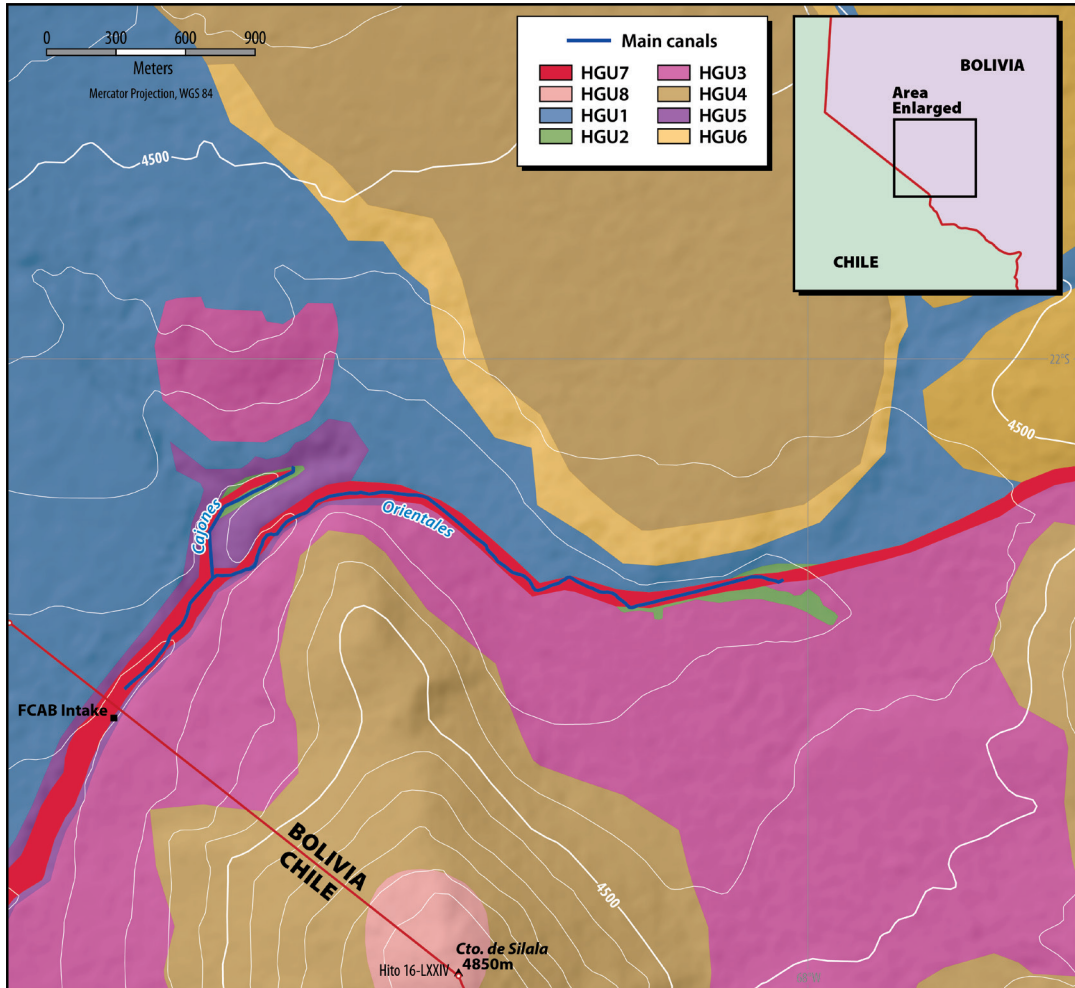 0 300 600 900
Meters
Mercator Projection, WGS 84
Main canals
HGU7 HGU3
HGU8 HGU4
HGU1 HGU5
HGU2 HGU6
BOLIVIA
Area
Enlarged
CHILE
4500
22°S
4500
Cajones
Orientales
FCAB Intake
BOLIVIA
CHILE
4500
Cto. de Silala
Hito 16-LXXIV 4850m